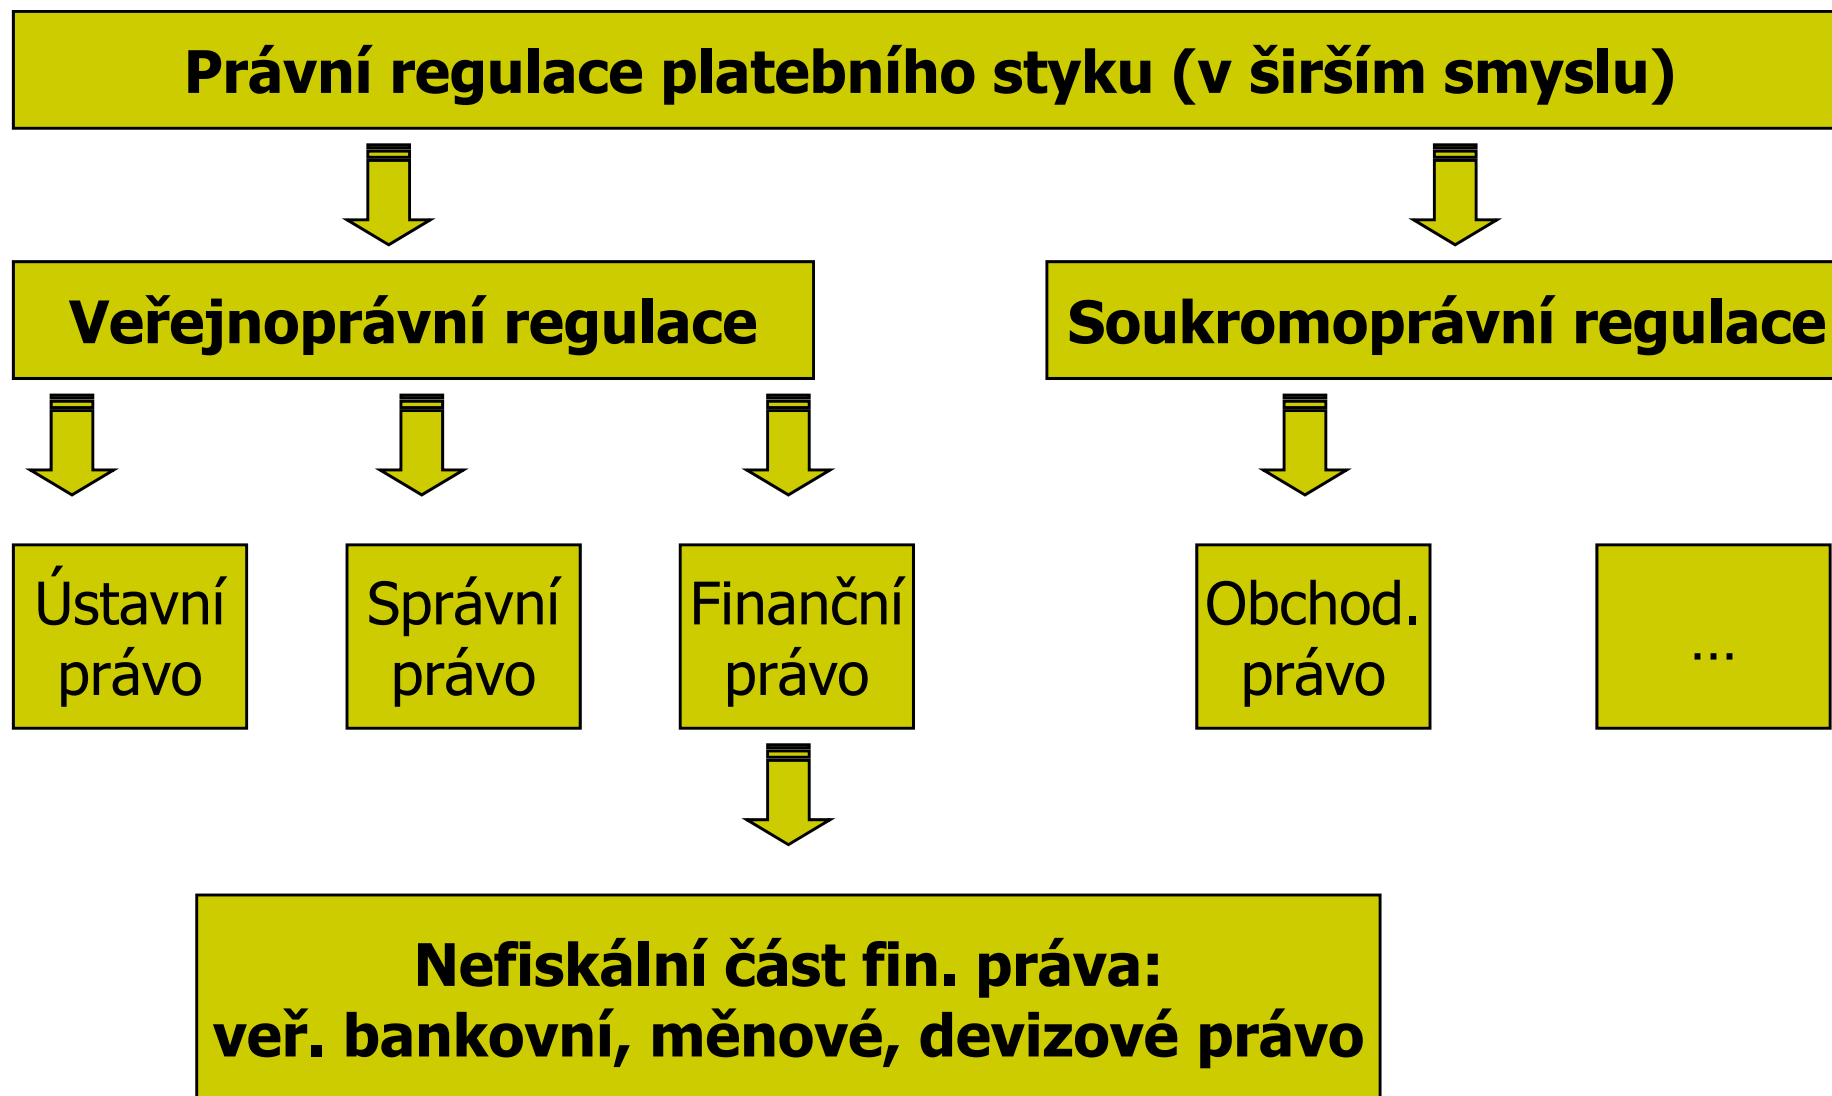 Právní regulace platebního styku (v širším smyslu)
Veřejnoprávní regulace
Soukromoprávní regulace
Ústavní
právo
Správní
právo
Finanční
právo
Obchod.
právo
...
Nefiskální část fin. práva:
veř. bankovní, měnové, devizové právo